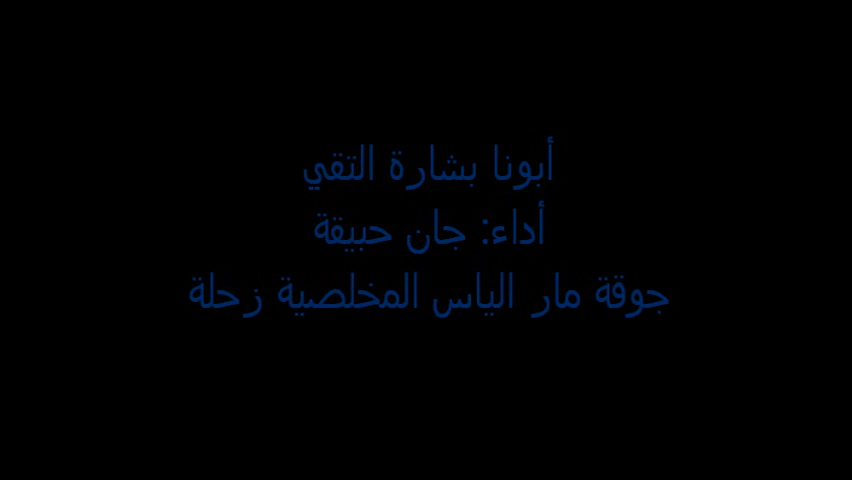 أبونا بشارة التقي
أداء: جان حبيقة
جوقة مار الياس المخلصية زحلة